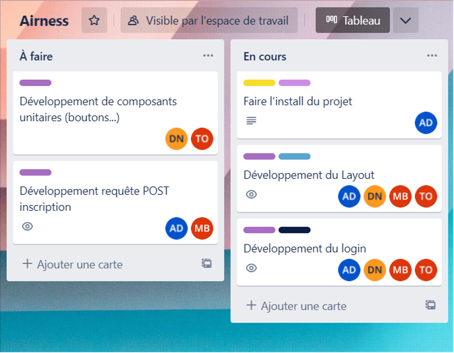 Airness
Visible par l'espace de travail
Tableau
À faire
Développement de composants
unitaires (boutons...)
DN TO
Développement requête POST
inscription
AD MB
Ajouter une carte
En cours
Faire l'install du projet
AD
Développement du Layout
AD DN MB TO
Développement du login
AD DN MB TO
Ajouter une carte